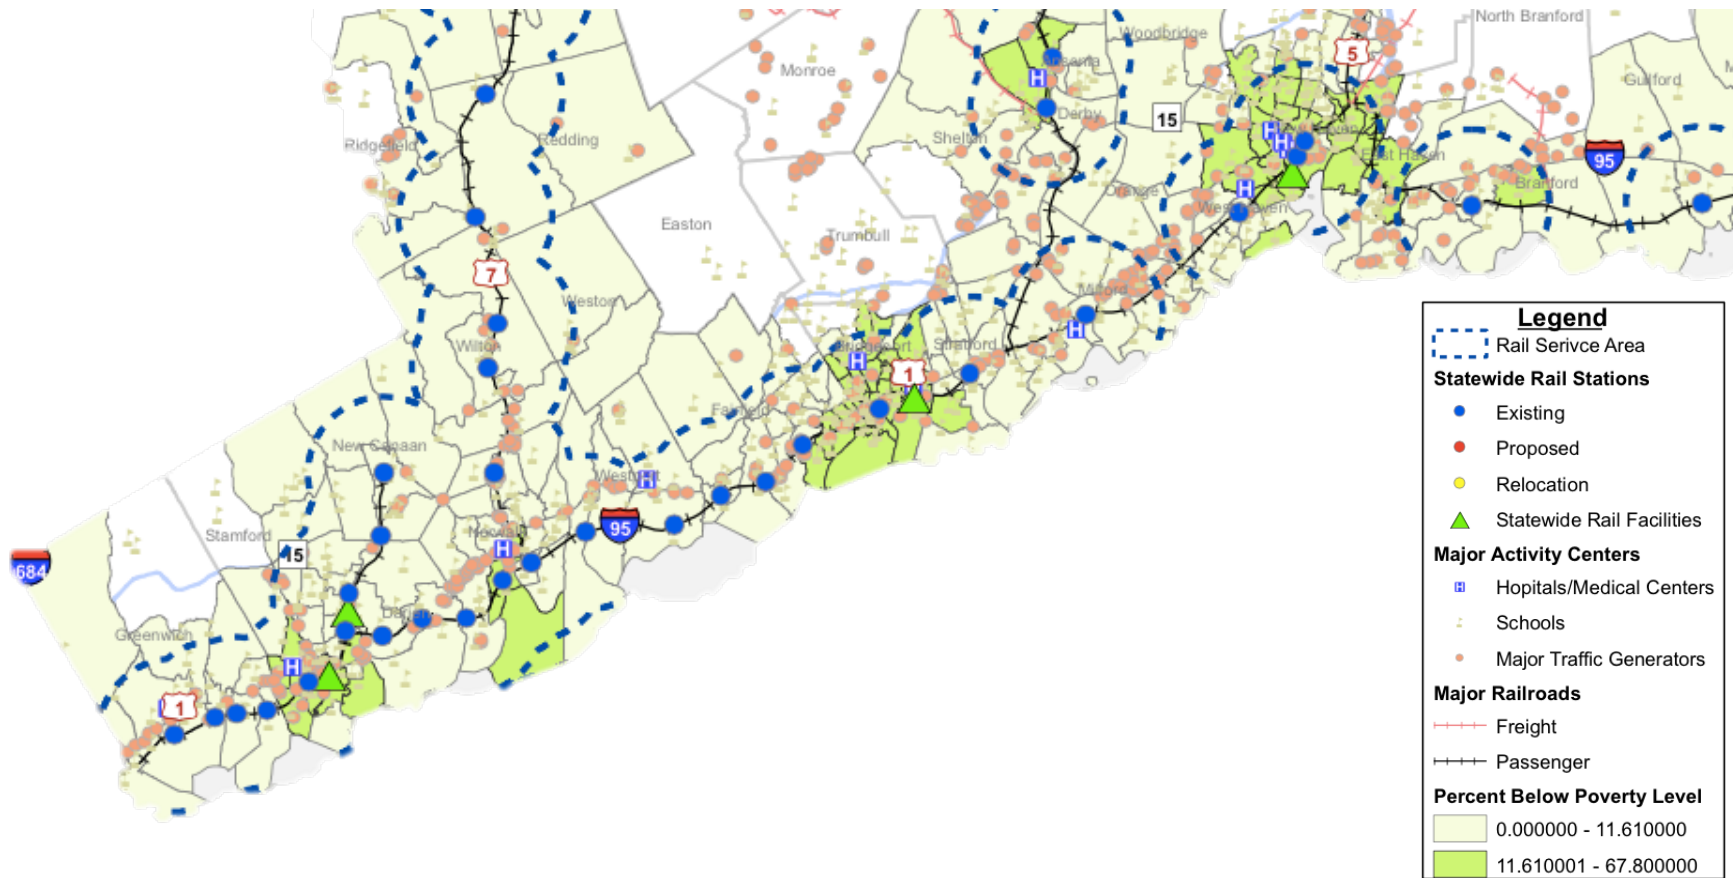 North Branford
Woodbridge
5
Ansonia
Monroe
Guilford
Derby
15
Ridgefield
Redding
Shelton
New Haven
East Haven
95
Branford
Orange
Easton
Trumbull
West Haven
7
Weston
Milford
Wilton
Bridgeport
Stratford
1
Fairfield
New Canaan
Westport
H
Stamford
95
Norwalk
15
684
Darien
Greenwich
1
Legend
Rail Serivce Area
Statewide Rail Stations
Existing
Proposed
Relocation
Statewide Rail Facilities
Major Activity Centers
H Hopitals/Medical Centers
Schools
Major Traffic Generators
Major Railroads
Freight
Passenger
Percent Below Poverty Level
0.000000 - 11.610000
11.610001 - 67.800000